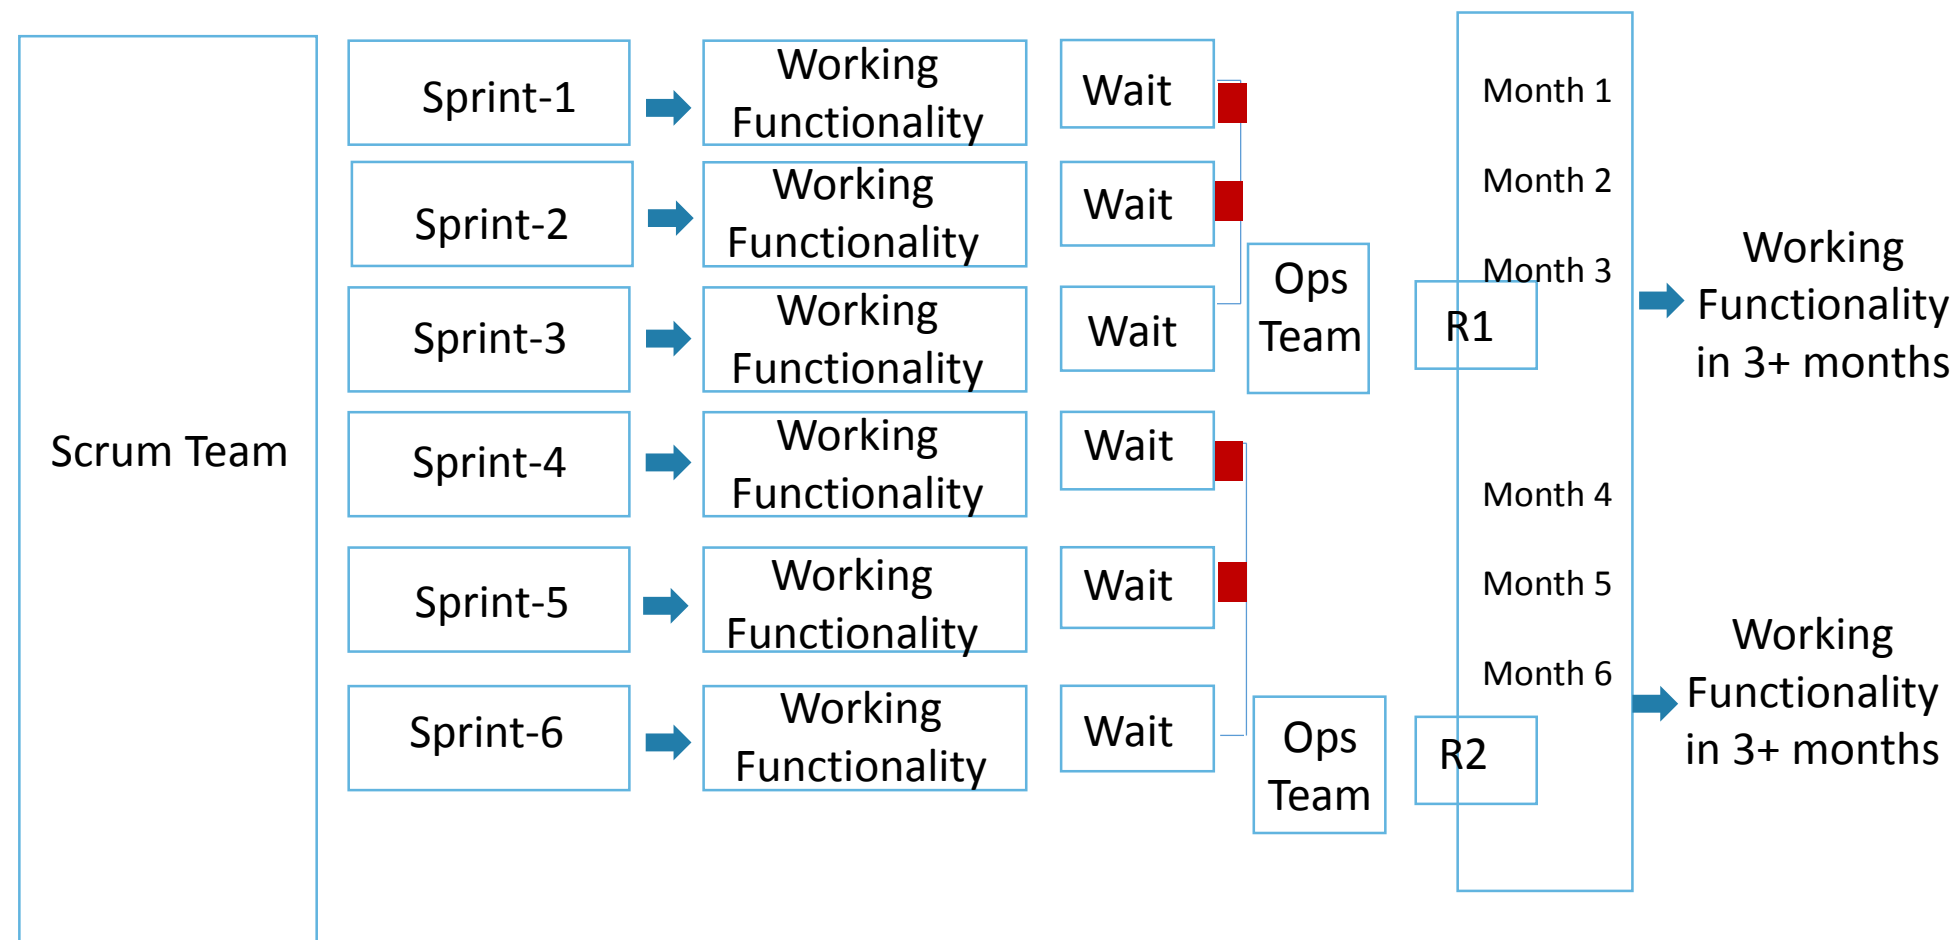 Scrum Team
Sprint-1
Working
Functionality
Wait
Sprint-2
Working
Functionality
Wait
Sprint-3
Working
Functionality
Wait
Ops
Team
Sprint-4
Working
Functionality
Wait
Sprint-5
Working
Functionality
Wait
Sprint-6
Working
Functionality
Wait
Ops
Team
Month 1
Month 2
Month 3
R1
Month 4
Month 5
Month 6
R2
Working
Functionality
in 3+ months
Working
Functionality
in 3+ months